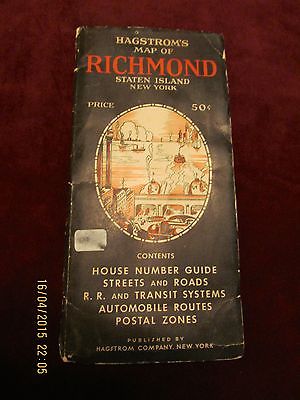 HAGSTROM'S
MAP OF
RICHMOND
STATEN ISLAND
NEW YORK
PRICE 50¢
CONTENTS
HOUSE NUMBER GUIDE
STREETS AND ROADS
R. R. AND TRANSIT SYSTEMS
AUTOMOBILE ROUTES
POSTAL ZONES
PUBLISHED BY
HAGSTROM COMPANY, NEW YORK
16/04/2015 22:05